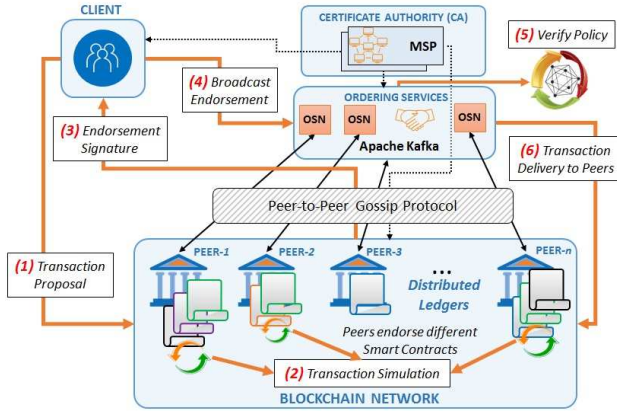 CLIENT
CERTIFICATE AUTHORITY (CA)
MSP
(5) Verify Policy
(4) Broadcast
Endorsement
ORDERING SERVICES
OSN
OSN
OSN
Apache Kafka
(3) Endorsement
Signature
(6) Transaction
Delivery to Peers
Peer-to-Peer Gossip Protocol
(1) Transaction
Proposal
PEER-1
PEER-2
PEER-3
PEER-n
...
Distributed
Ledgers
Peers endorse different
Smart Contracts
(2) Transaction Simulation
BLOCKCHAIN NETWORK